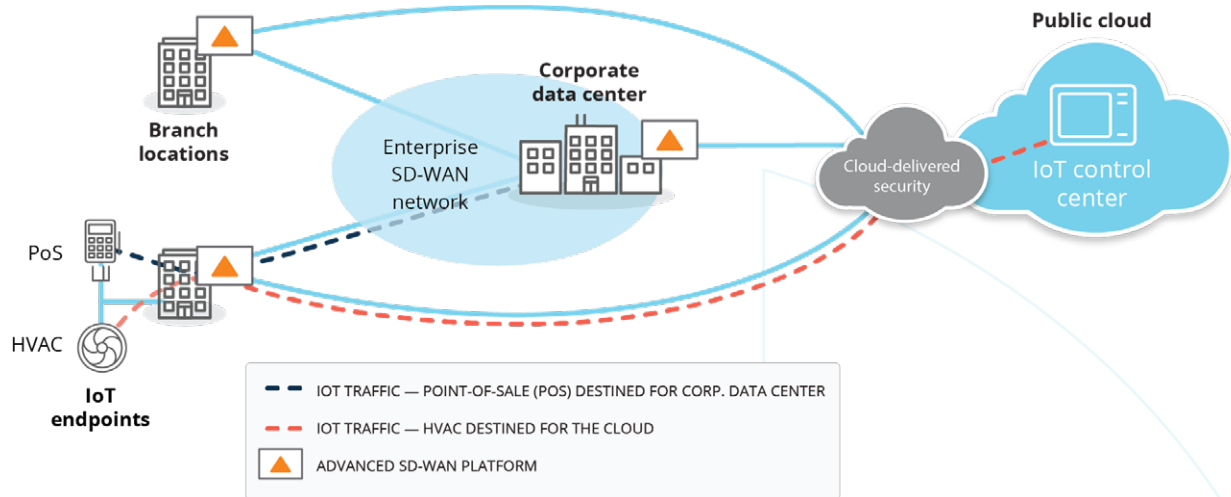 Public cloud
Corporate
data center
Branch
locations
Enterprise
SD-WAN
network
Cloud-delivered
security
IoT control
center
PoS
HVAC
IoT
endpoints
IOT TRAFFIC — POINT-OF-SALE (POS) DESTINED FOR CORP. DATA CENTER
IOT TRAFFIC — HVAC DESTINED FOR THE CLOUD
ADVANCED SD-WAN PLATFORM